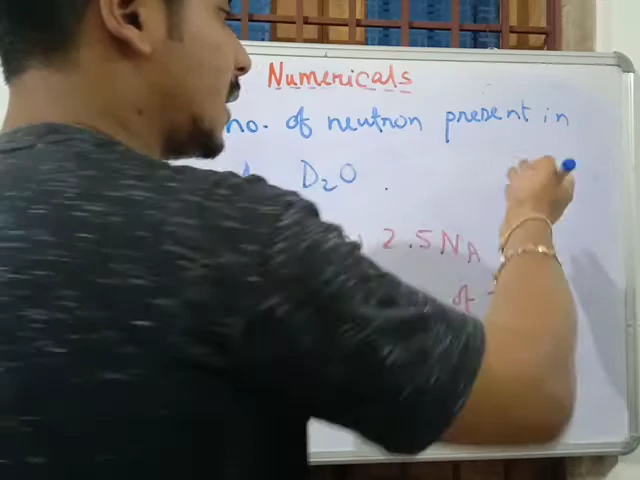 Numericals
no. of neutron present in
D₂O .
2.5 NA
of